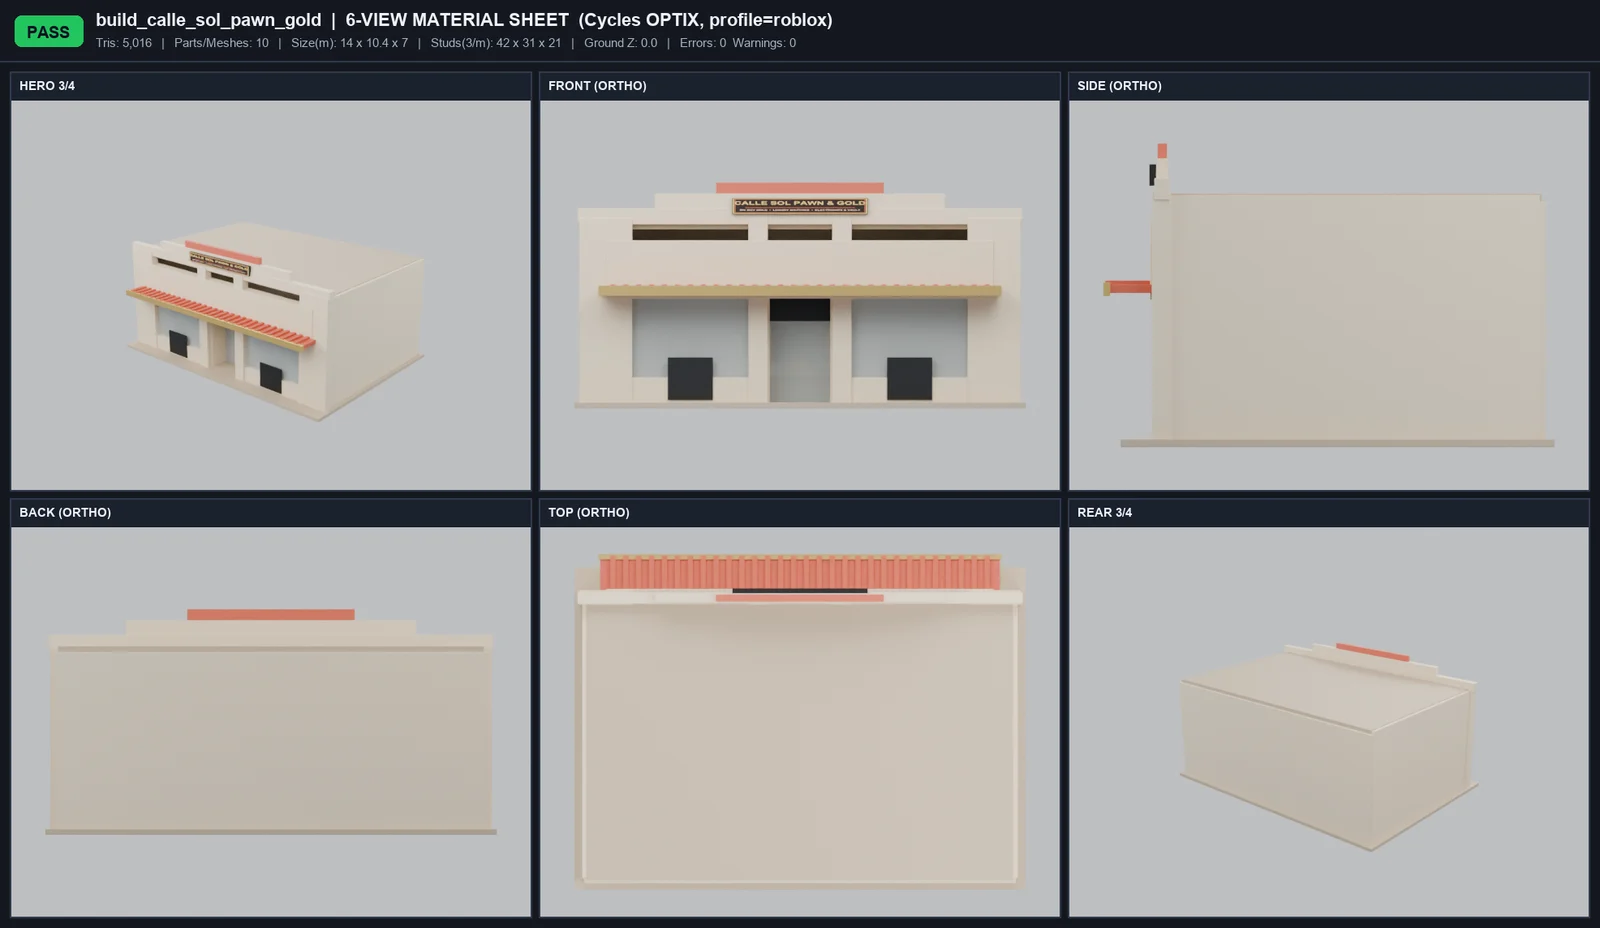 PASS
build_calle_sol_pawn_gold | 6-VIEW MATERIAL SHEET (Cycles OPTIX, profile=roblox)
Tris: 5,016 | Parts/Meshes: 10 | Size(m): 14 x 10.4 x 7 | Studs(3/m): 42 x 31 x 21 | Ground Z: 0.0 | Errors: 0 Warnings: 0
HERO 3/4
FRONT (ORTHO)
SIDE (ORTHO)
CALLE SOL PAWN & GOLD
BACK (ORTHO)
TOP (ORTHO)
REAR 3/4